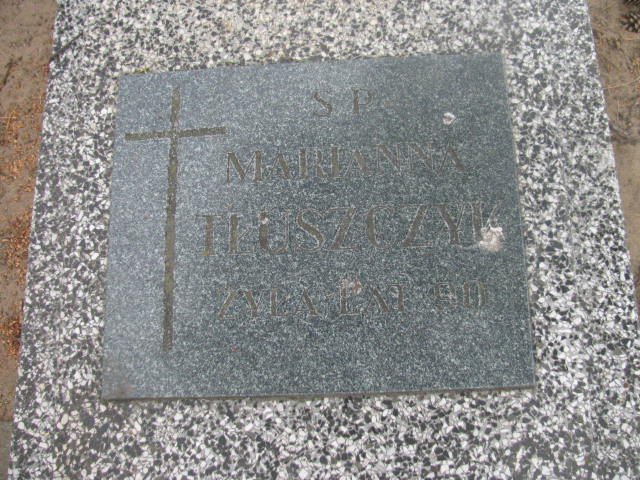 Ś P
MARIANNA
TŁUSZCZYK
ŻYŁA LAT